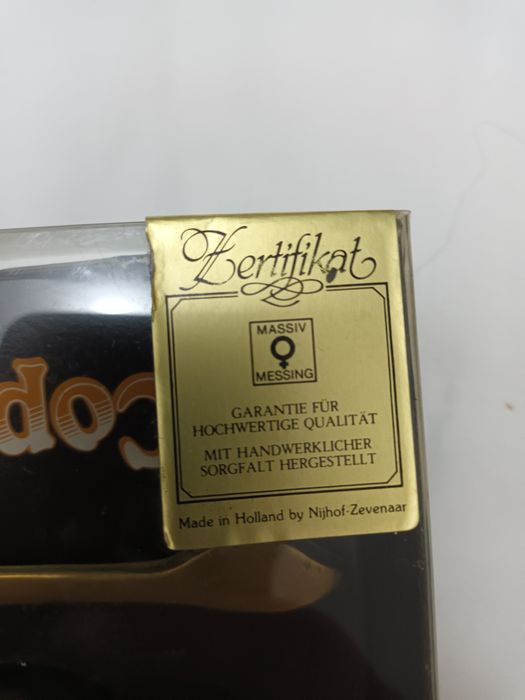 Zertifikat
MASSIV
MESSING
GARANTIE FÜR
HOCHWERTIGE QUALITÄT
MIT HANDWERKLICHER
SORGFALT HERGESTELLT
Made in Holland by Nijhof-Zevenaar